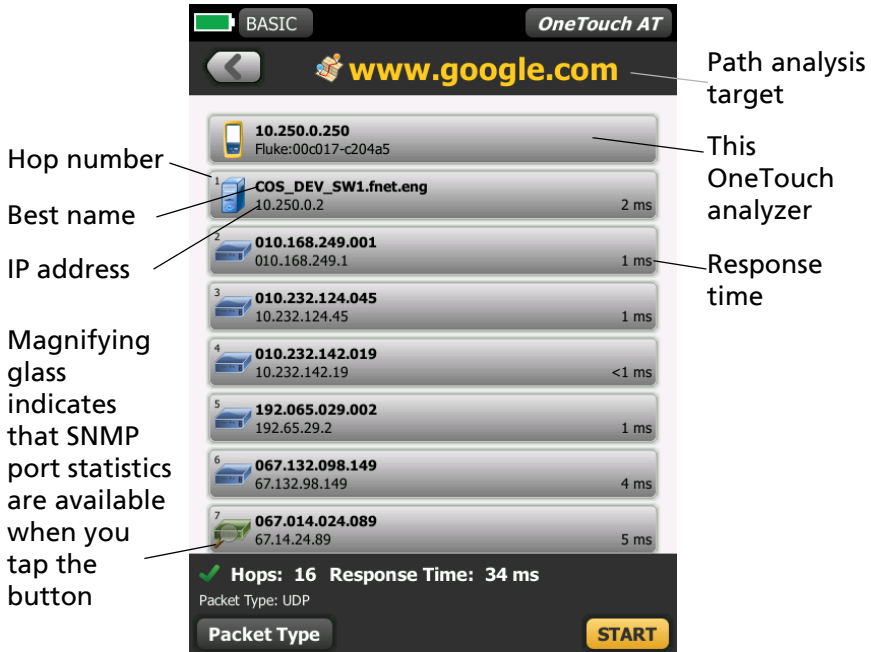 BASIC
OneTouch AT
www.google.com
Path analysis
target
10.250.0.250
Fluke:00c017-c204a5
This
OneTouch
analyzer
Hop number
1
COS_DEV_SW1.fnet.eng
10.250.0.2
2 ms
Best name
IP address
2
010.168.249.001
010.168.249.1
1 ms
Response
time
3
010.232.124.045
10.232.124.45
1 ms
4
010.232.142.019
10.232.142.19
<1 ms
5
192.065.029.002
192.65.29.2
1 ms
6
067.132.098.149
67.132.98.149
4 ms
7
067.014.024.089
67.14.24.89
5 ms
Magnifying
glass
indicates
that SNMP
port statistics
are available
when you
tap the
button
Hops: 16 Response Time: 34 ms
Packet Type: UDP
Packet Type
START